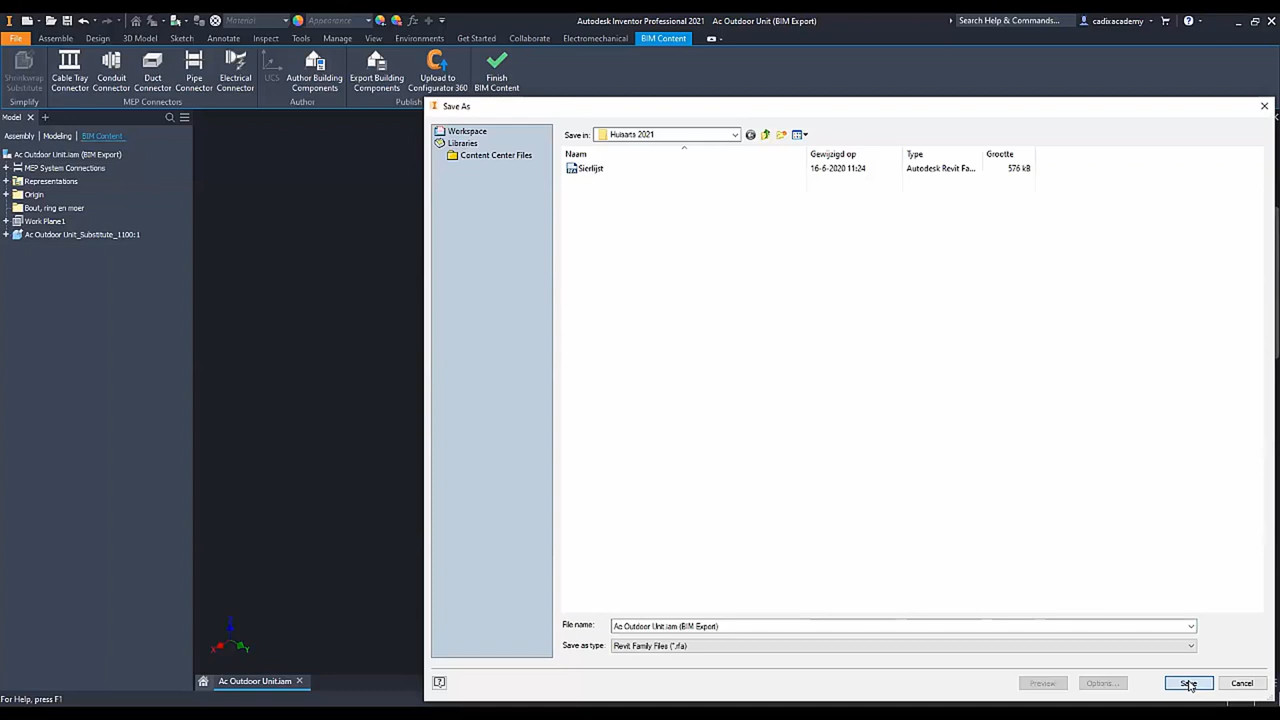 Material
Appearance
Autodesk Inventor Professional 2021 Ac Outdoor Unit (BIM Export)
Search Help & Commands...
cadixacademy
File Assemble Design 3D Model Sketch Annotate Inspect Tools Manage View Environments Get Started Collaborate Electromechanical BIM Content
Shrinkwrap Substitute
Cable Tray Connector
Conduit Connector
Duct Connector
Pipe Connector
Electrical Connector
UCS
Author Building Components
Export Building Components
Upload to Configurator 360
Finish BIM Content
Simplify
MEP Connectors
Author
Publish
Model
Assembly Modeling BIM Content
Ac Outdoor Unit.iam (BIM Export)
MEP System Connections
Representations
Origin
Bout, ring en moer
Work Plane1
Ac Outdoor Unit_Substitute_1100:1
Save As
Workspace
Libraries
Content Center Files
Save in: Huisarts 2021
Naam Gewijzigd op Type Grootte
Sierlijst 16-6-2020 11:24 Autodesk Revit Fa... 576 kB
File name: Ac Outdoor Unit.iam (BIM Export)
Save as type: Revit Family Files (*.rfa)
Preview Options... Save Cancel
X Y
Ac Outdoor Unit.iam
For Help, press F1